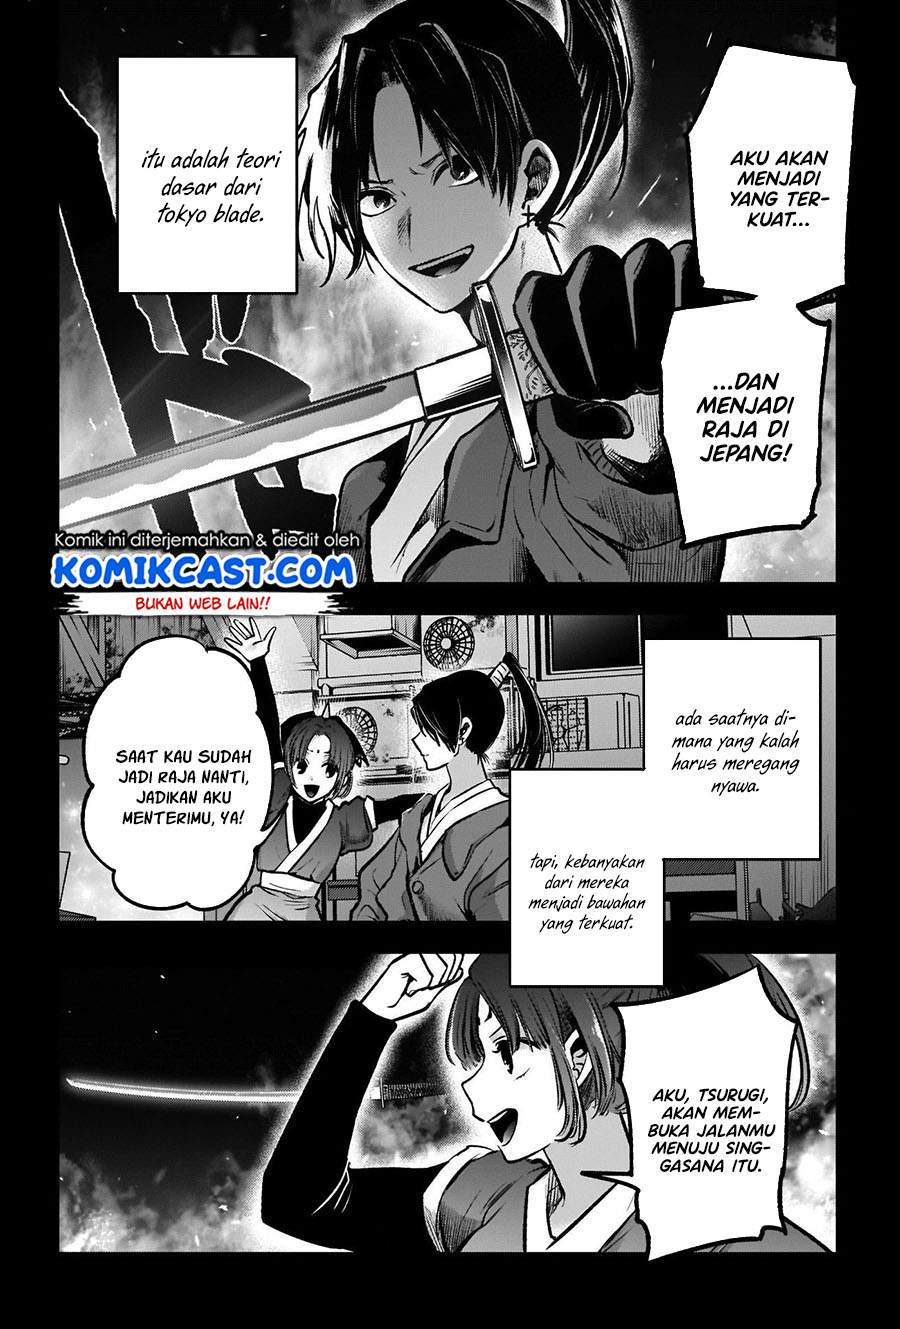 itu adalah teori
dasar dari
tokyo blade.
AKU AKAN
MENJADI
YANG TER-
KUAT...
...DAN
MENJADI
RAJA DI
JEPANG!
Komik ini diterjemahkan & diedit oleh
KOMIKCAST.COM
BUKAN WEB LAIN!!
SAAT KAU SUDAH
JADI RAJA NANTI,
JADIKAN AKU
MENTERIMU, YA!
ada saatnya di-
mana yang kalah
harus meregang
nyawa.
tapi, kebanyakan
dari mereka
menjadi bawahan
yang terkuat.
AKU, TSURUGI,
AKAN MEM-
BUKA JALANMU
MENUJU SING-
GASANA ITU.